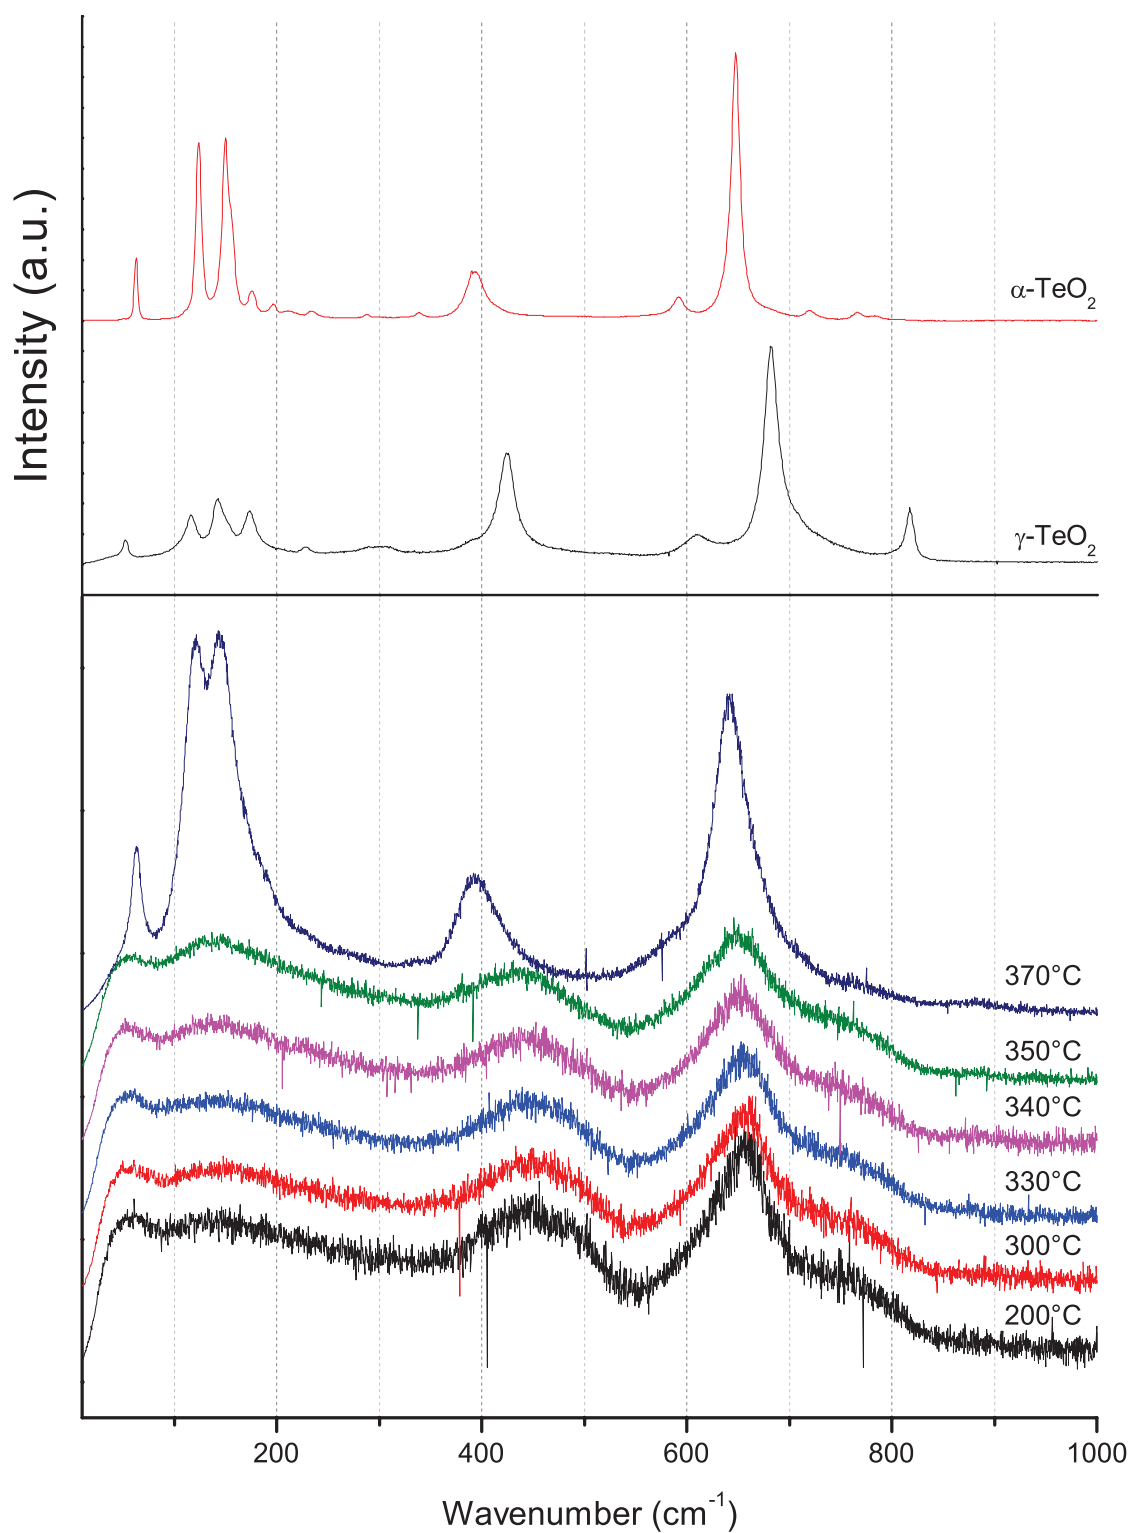 Intensity (a.u.)
α-TeO₂
γ-TeO₂
370°C
350°C
340°C
330°C
300°C
200°C
200 400 600 800 1000
Wavenumber (cm⁻¹)